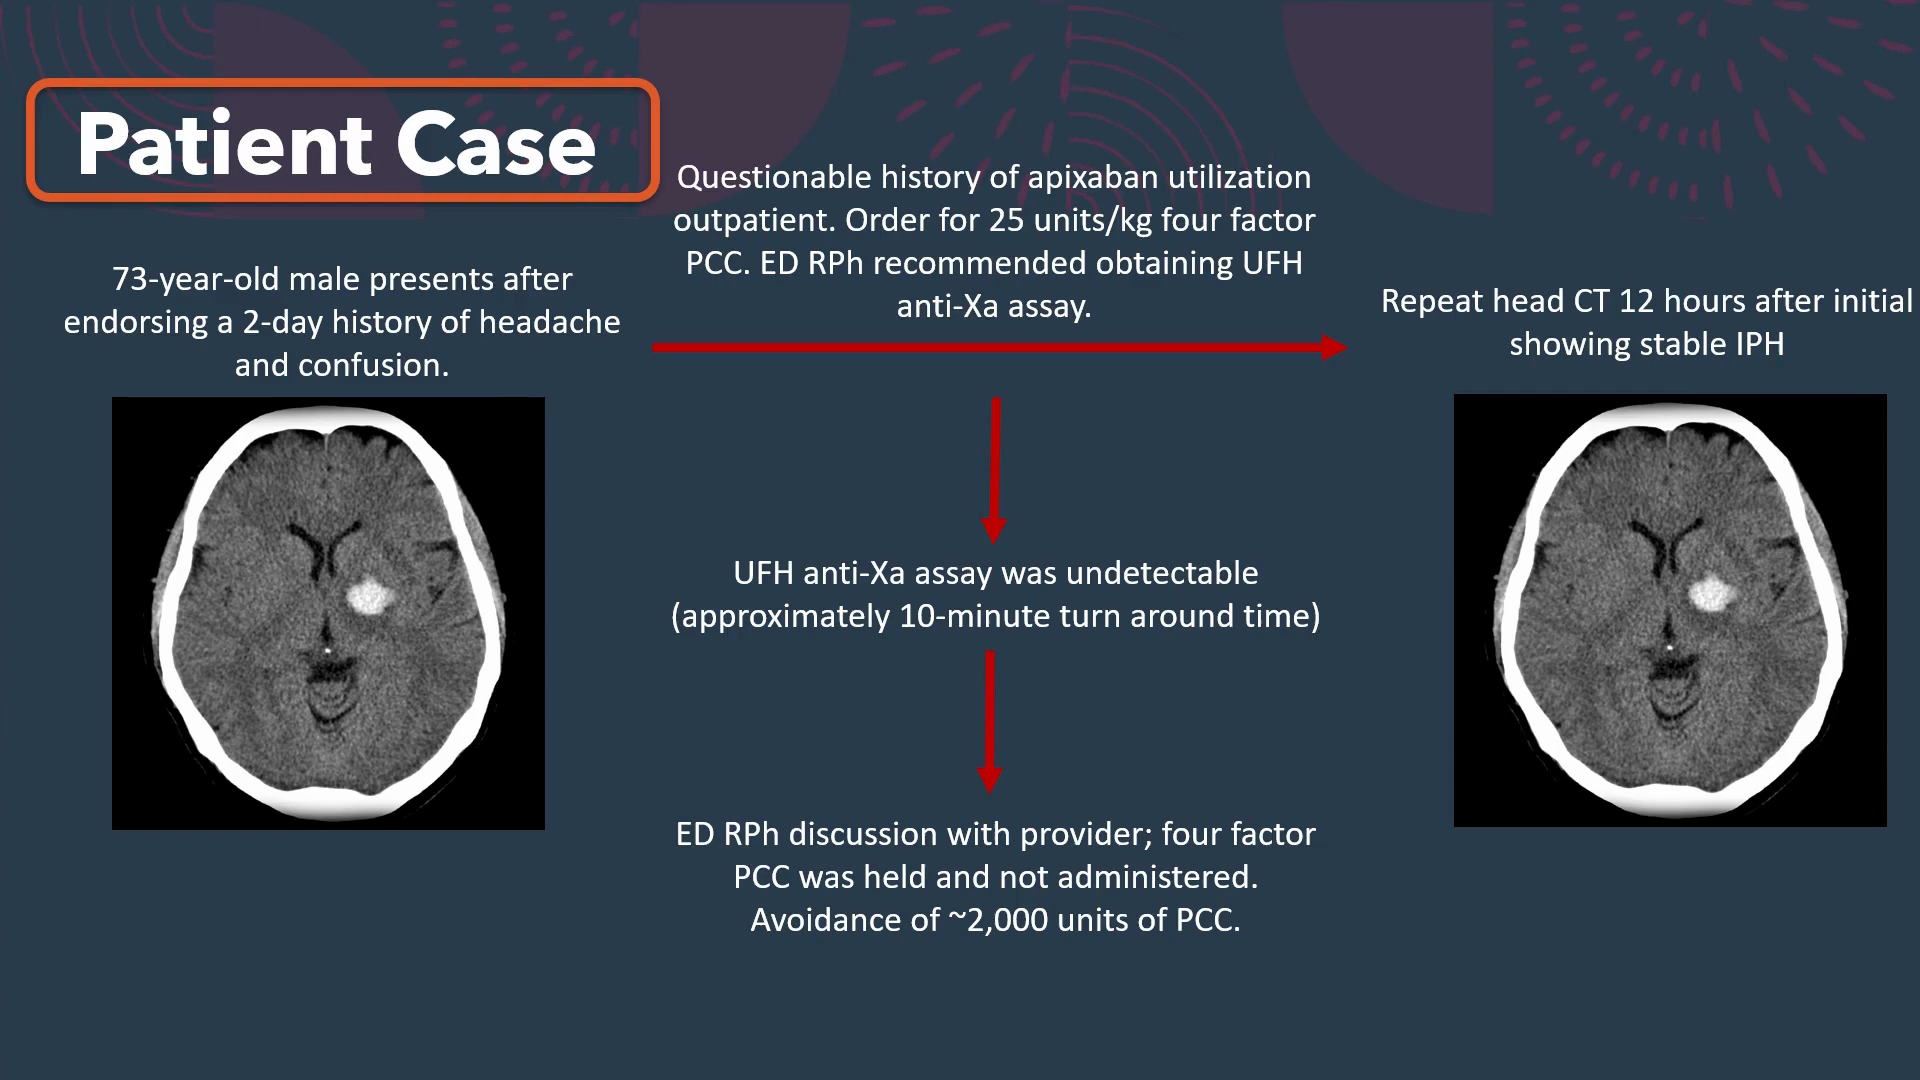 Patient Case
73-year-old male presents after
endorsing a 2-day history of headache
and confusion.
Questionable history of apixaban utilization
outpatient. Order for 25 units/kg four factor
PCC. ED RPh recommended obtaining UFH
anti-Xa assay.
UFH anti-Xa assay was undetectable
(approximately 10-minute turn around time)
ED RPh discussion with provider; four factor
PCC was held and not administered.
Avoidance of ~2,000 units of PCC.
Repeat head CT 12 hours after initial
showing stable IPH